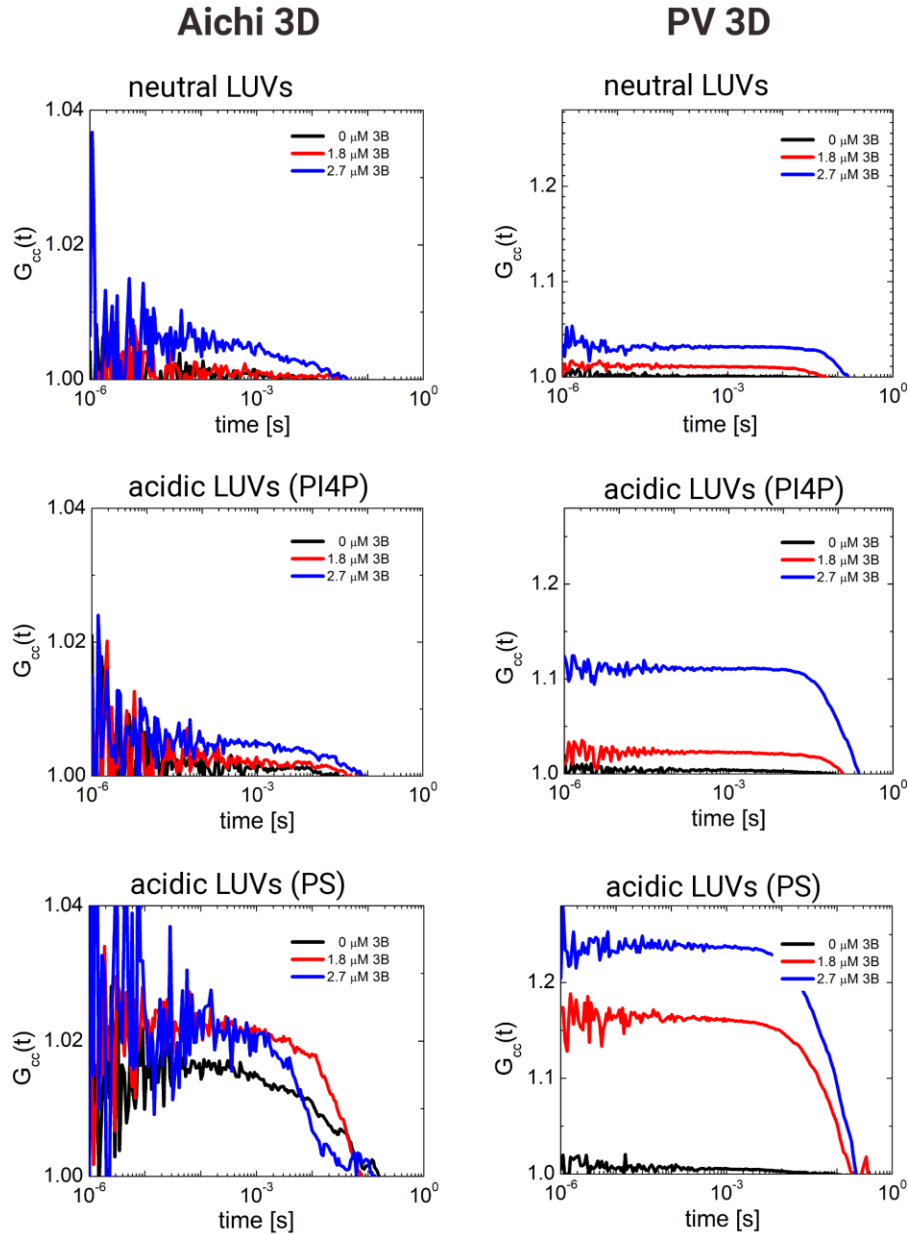 Aichi 3D
PV 3D
neutral LUVs
1.04
0 μM 3B
1.8 μM 3B
2.7 μM 3B
1.02
G_cc(t)
1.00
10^-6
10^-3
10^0
time [s]
neutral LUVs
0 μM 3B
1.8 μM 3B
2.7 μM 3B
1.2
G_cc(t)
1.1
1.0
10^-6
10^-3
10^0
time [s]
acidic LUVs (PI4P)
1.04
0 μM 3B
1.8 μM 3B
2.7 μM 3B
1.02
G_cc(t)
1.00
10^-6
10^-3
10^0
time [s]
acidic LUVs (PI4P)
0 μM 3B
1.8 μM 3B
2.7 μM 3B
1.2
G_cc(t)
1.1
1.0
10^-6
10^-3
10^0
time [s]
acidic LUVs (PS)
1.04
0 μM 3B
1.8 μM 3B
2.7 μM 3B
1.02
G_cc(t)
1.00
10^-6
10^-3
10^0
time [s]
acidic LUVs (PS)
0 μM 3B
1.8 μM 3B
2.7 μM 3B
1.2
G_cc(t)
1.1
1.0
10^-6
10^-3
10^0
time [s]